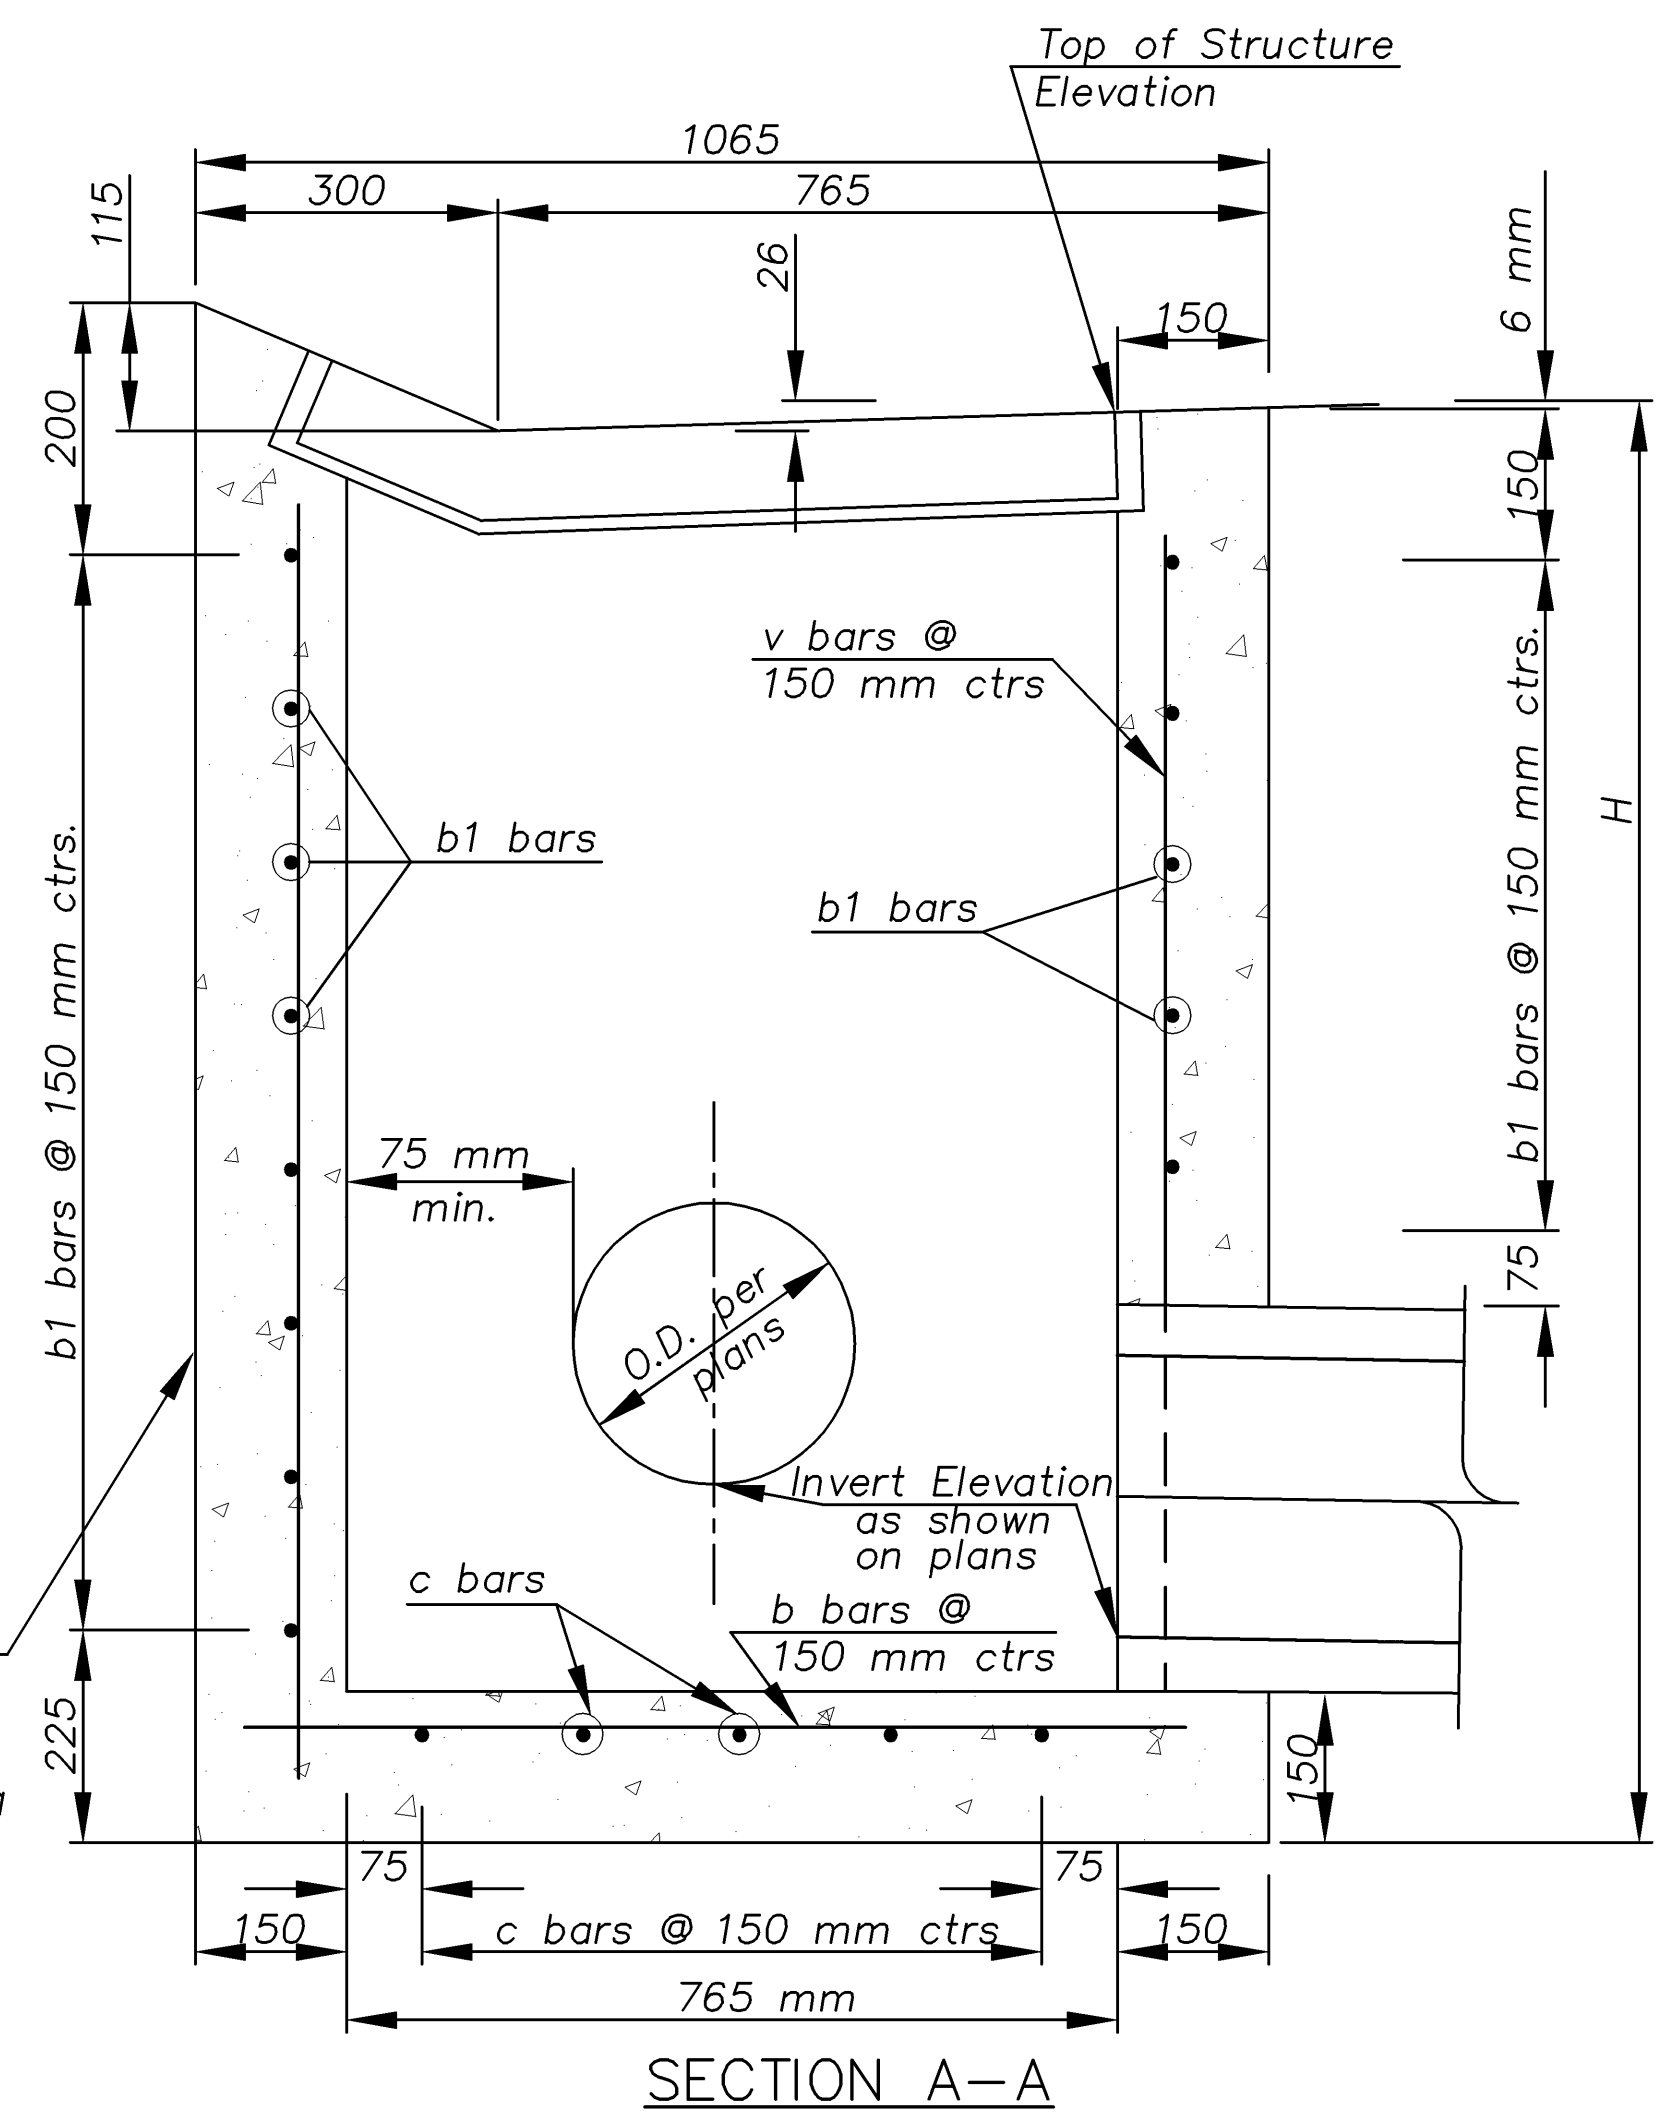 Top of Structure
Elevation
1065
300
765
115
26
6 mm
150
200
150
v bars @
150 mm ctrs
b1 bars @ 150 mm ctrs.
H
b1 bars
b1 bars
b1 bars @ 150 mm ctrs.
75 mm
min.
75
O.D. per
plans
Invert Elevation
as shown
on plans
c bars
b bars @
150 mm ctrs
225
150
75
75
150
c bars @ 150 mm ctrs
150
765 mm
SECTION A-A